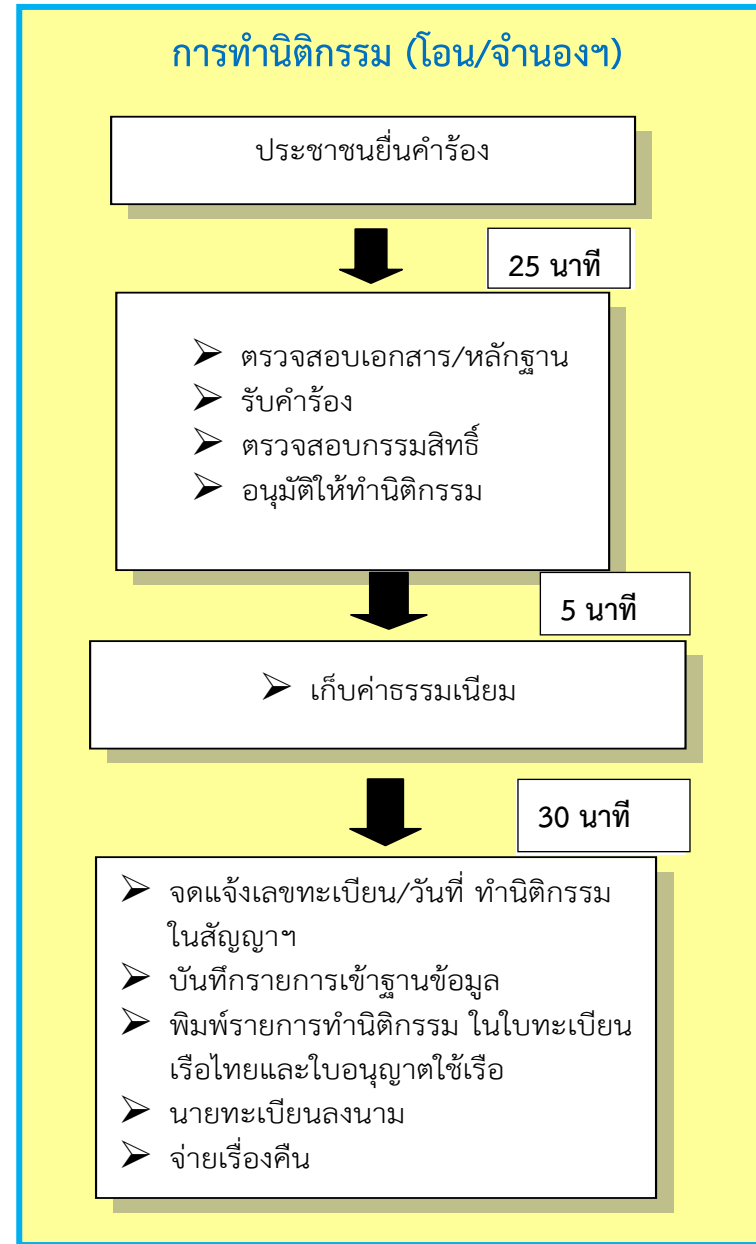 การทำนิติกรรม (โอน/จำนองฯ)
ประชาชนยื่นคำร้อง
25 นาที
➢ ตรวจสอบเอกสาร/หลักฐาน
➢ รับคำร้อง
➢ ตรวจสอบกรรมสิทธิ์
➢ อนุมัติให้ทำนิติกรรม
5 นาที
➢ เก็บค่าธรรมเนียม
30 นาที
➢ จดแจ้งเลขทะเบียน/วันที่ ทำนิติกรรม
ในสัญญาฯ
➢ บันทึกรายการเข้าฐานข้อมูล
➢ พิมพ์รายการทำนิติกรรม ในใบทะเบียน
เรือไทยและใบอนุญาตใช้เรือ
➢ นายทะเบียนลงนาม
➢ จ่ายเรื่องคืน